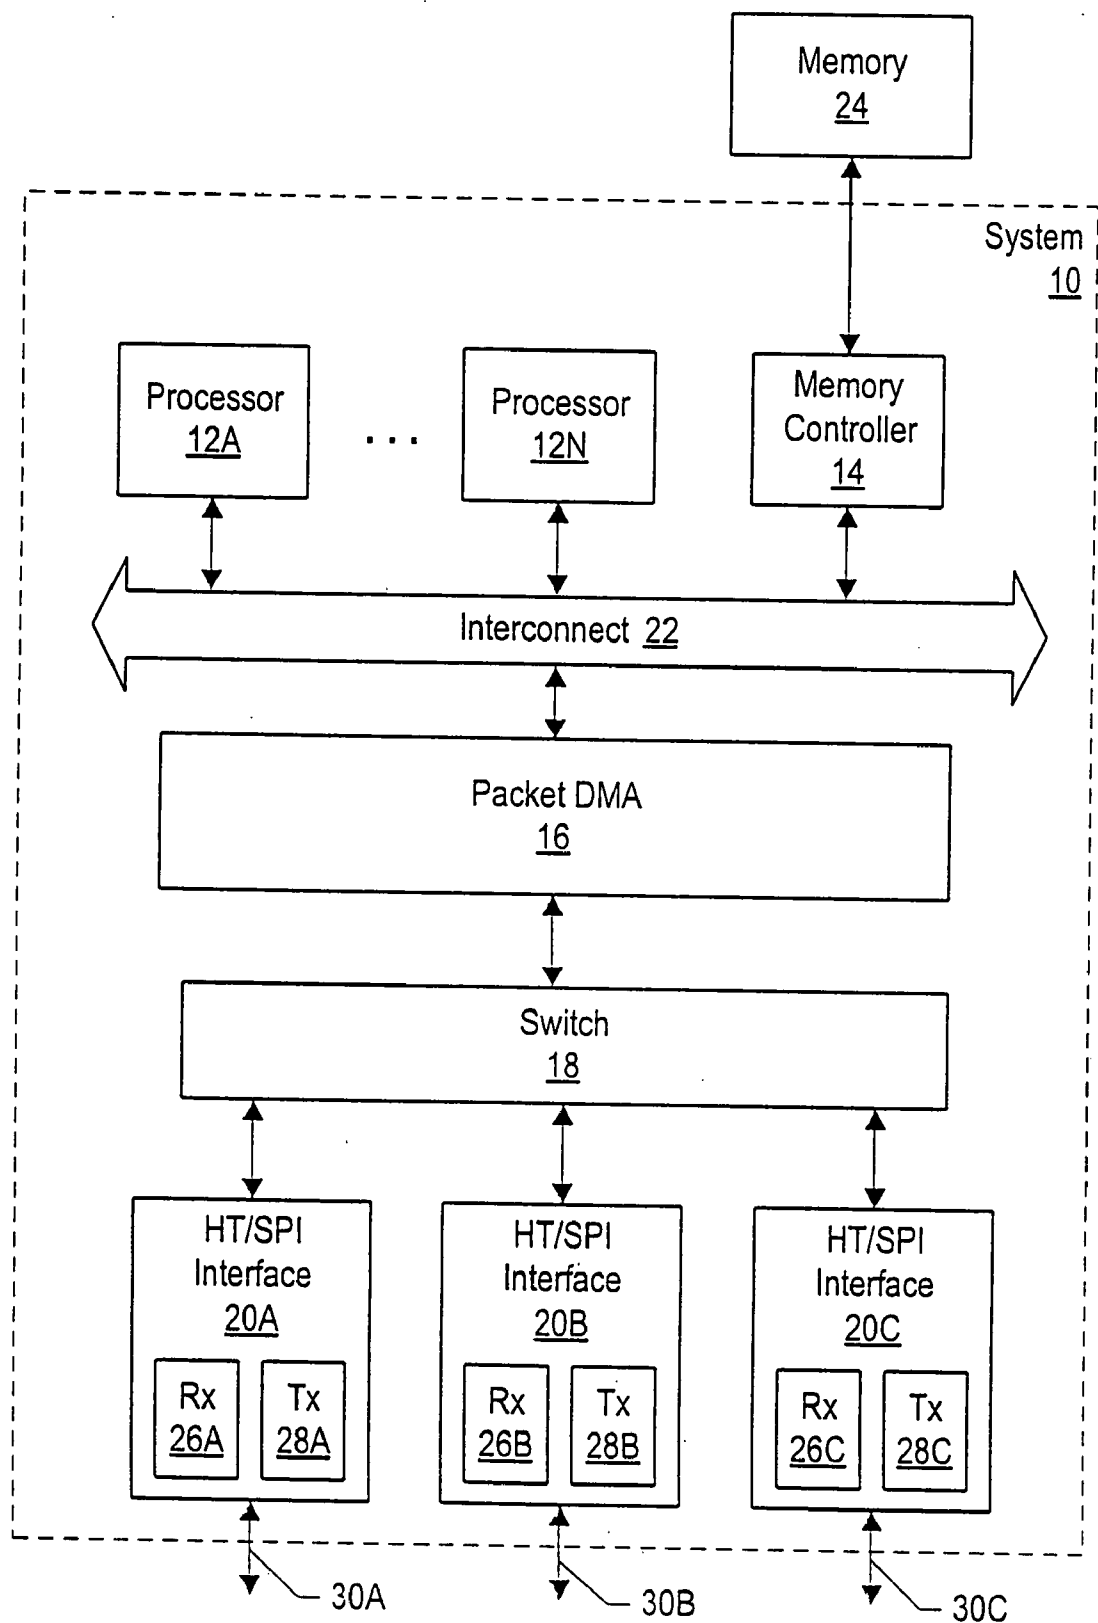 Memory
24
System
10
Processor
12A
. . .
Processor
12N
Memory
Controller
14
Interconnect 22
Packet DMA
16
Switch
18
HT/SPI
Interface
20A
Rx
26A
Tx
28A
HT/SPI
Interface
20B
Rx
26B
Tx
28B
HT/SPI
Interface
20C
Rx
26C
Tx
28C
30A
30B
30C